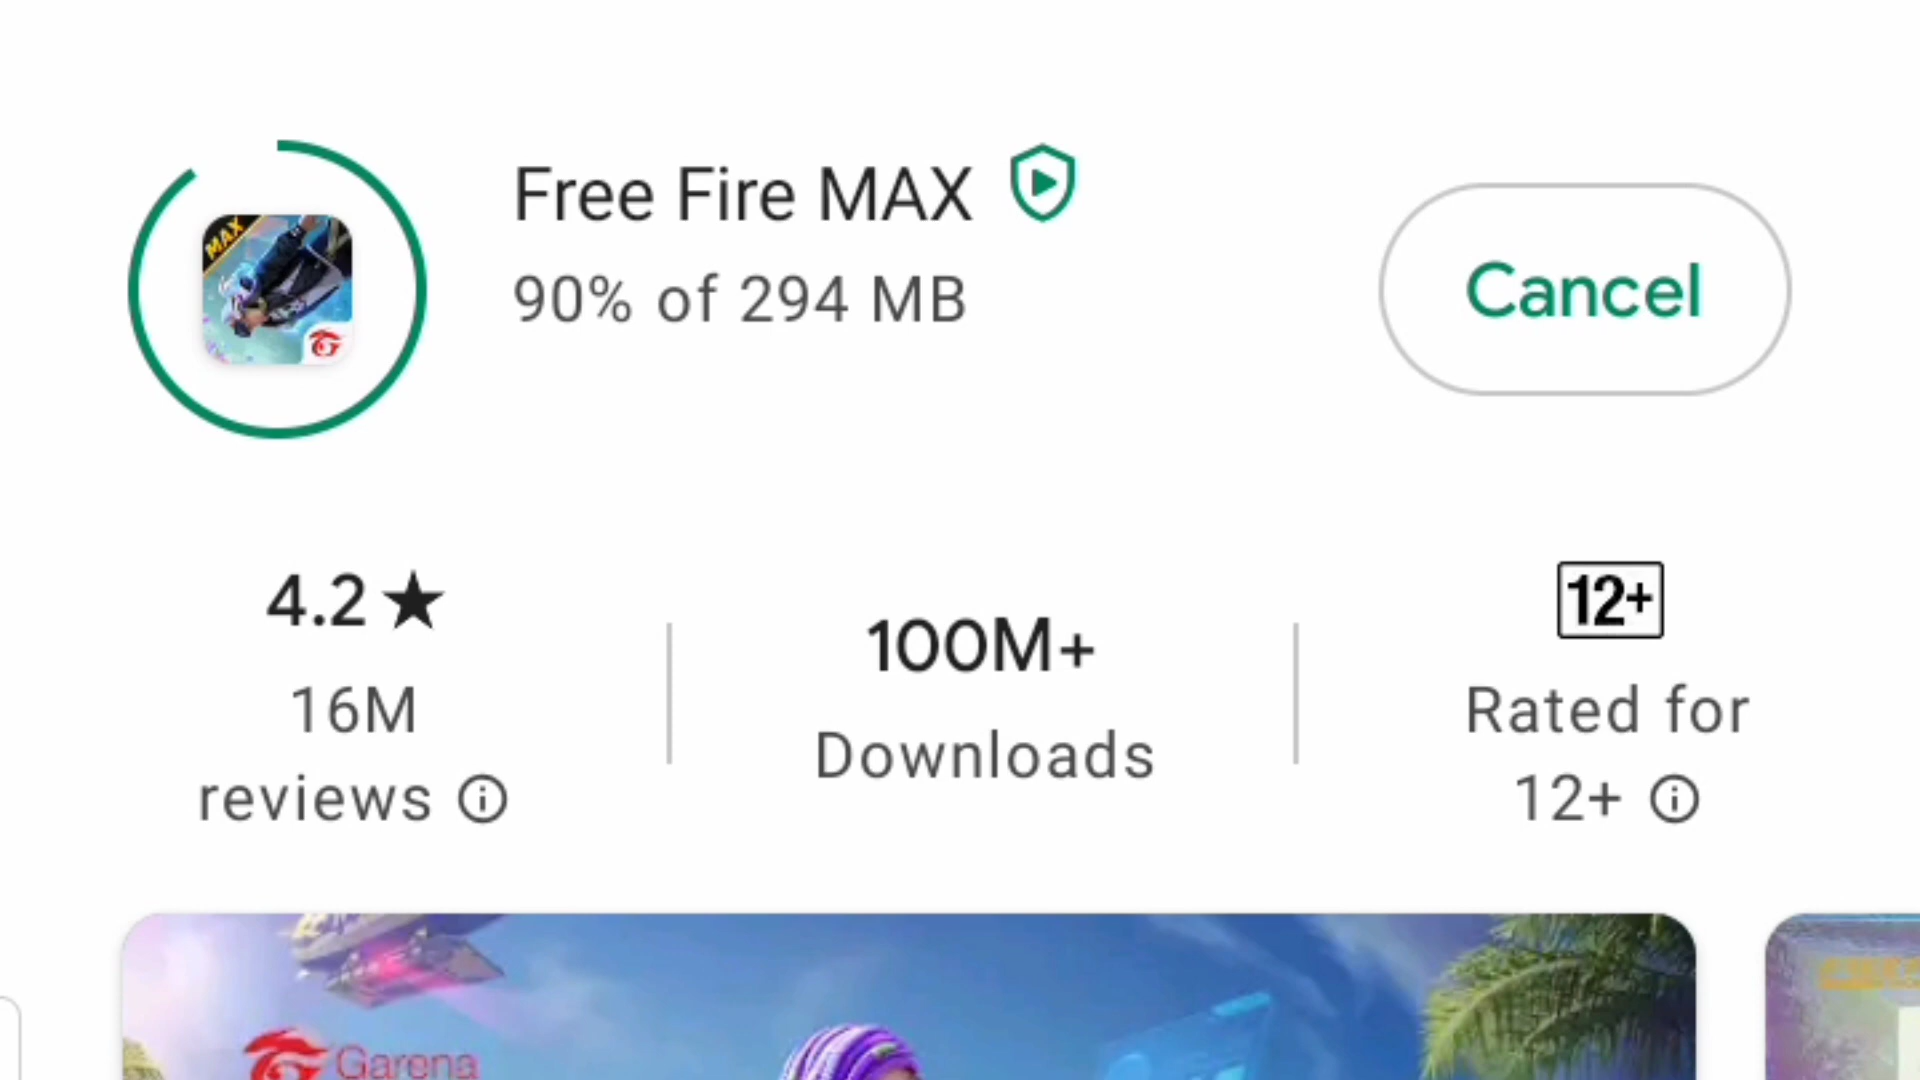 MAX
Free Fire MAX
90% of 294 MB
Cancel
4.2★
16M
reviews
100M+
Downloads
12+
Rated for
12+
Garena